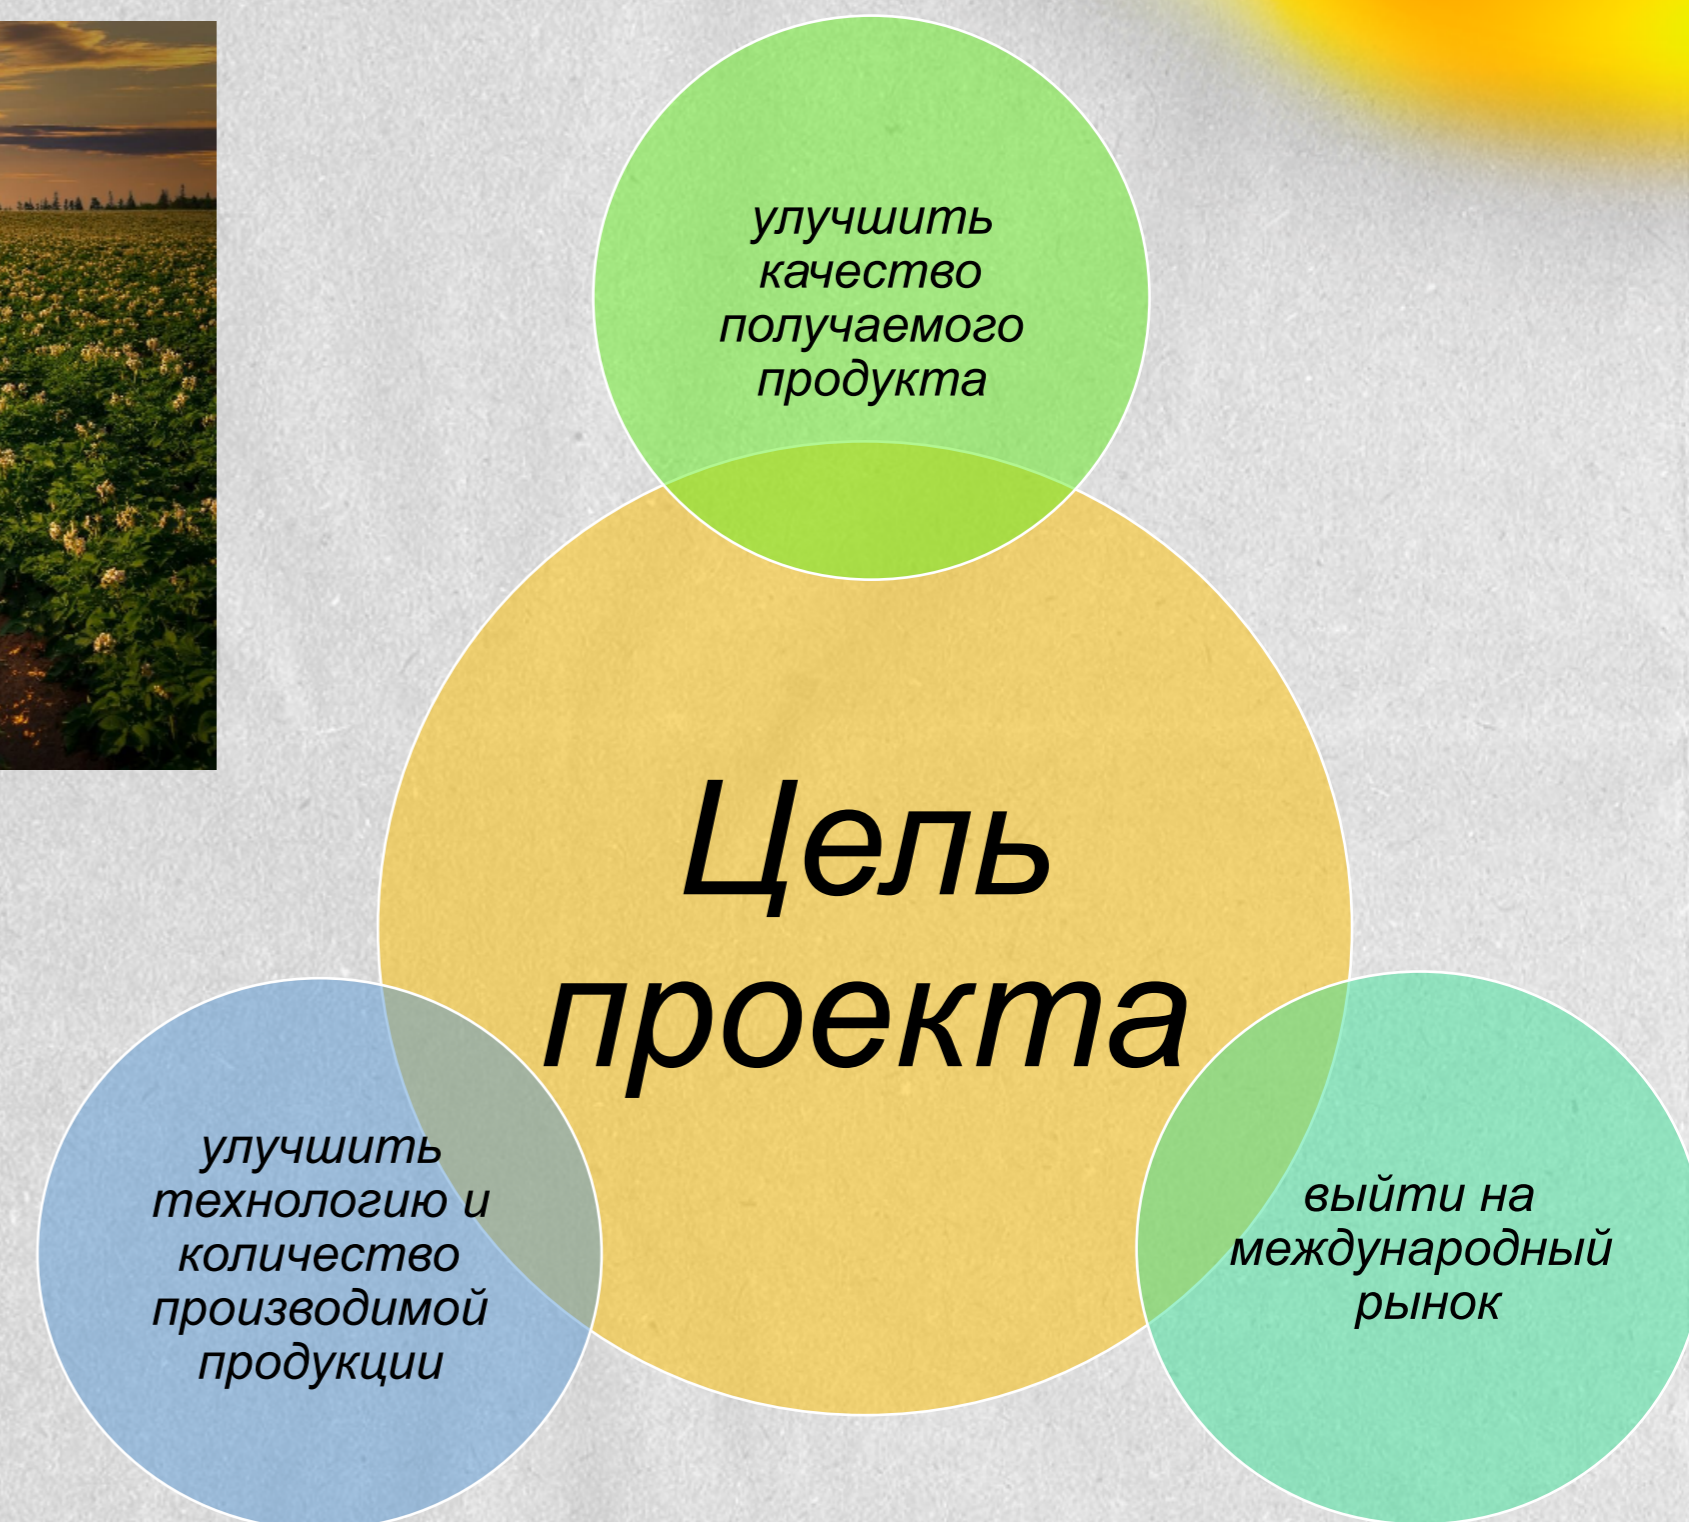 улучшить
качество
получаемого
продукта
Цель
проекта
улучшить
технологию и
количество
производимой
продукции
выйти на
международный
рынок